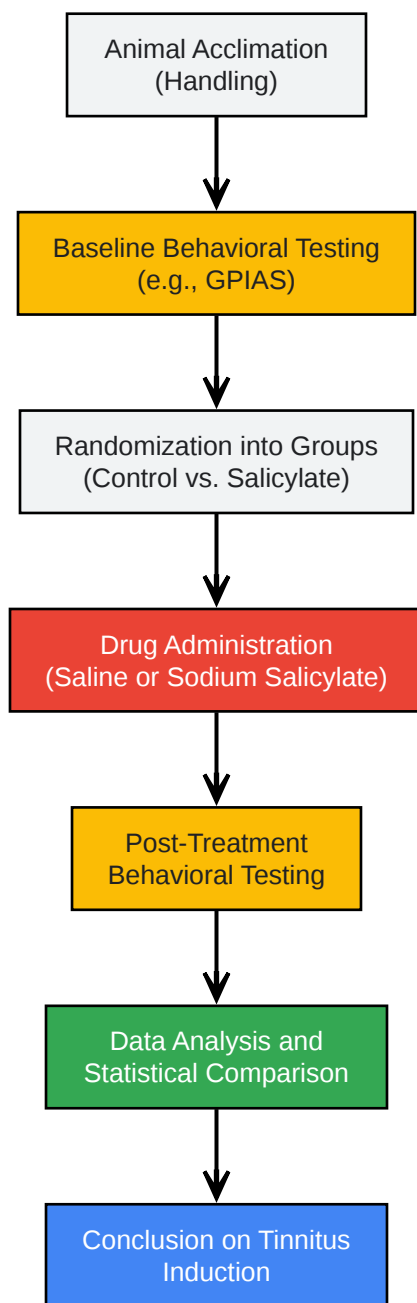 Animal Acclimation
(Handling)
Baseline Behavioral Testing
(e.g., GPIAS)
Randomization into Groups
(Control vs. Salicylate)
Drug Administration
(Saline or Sodium Salicylate)
Post-Treatment
Behavioral Testing
Data Analysis and
Statistical Comparison
Conclusion on Tinnitus
Induction